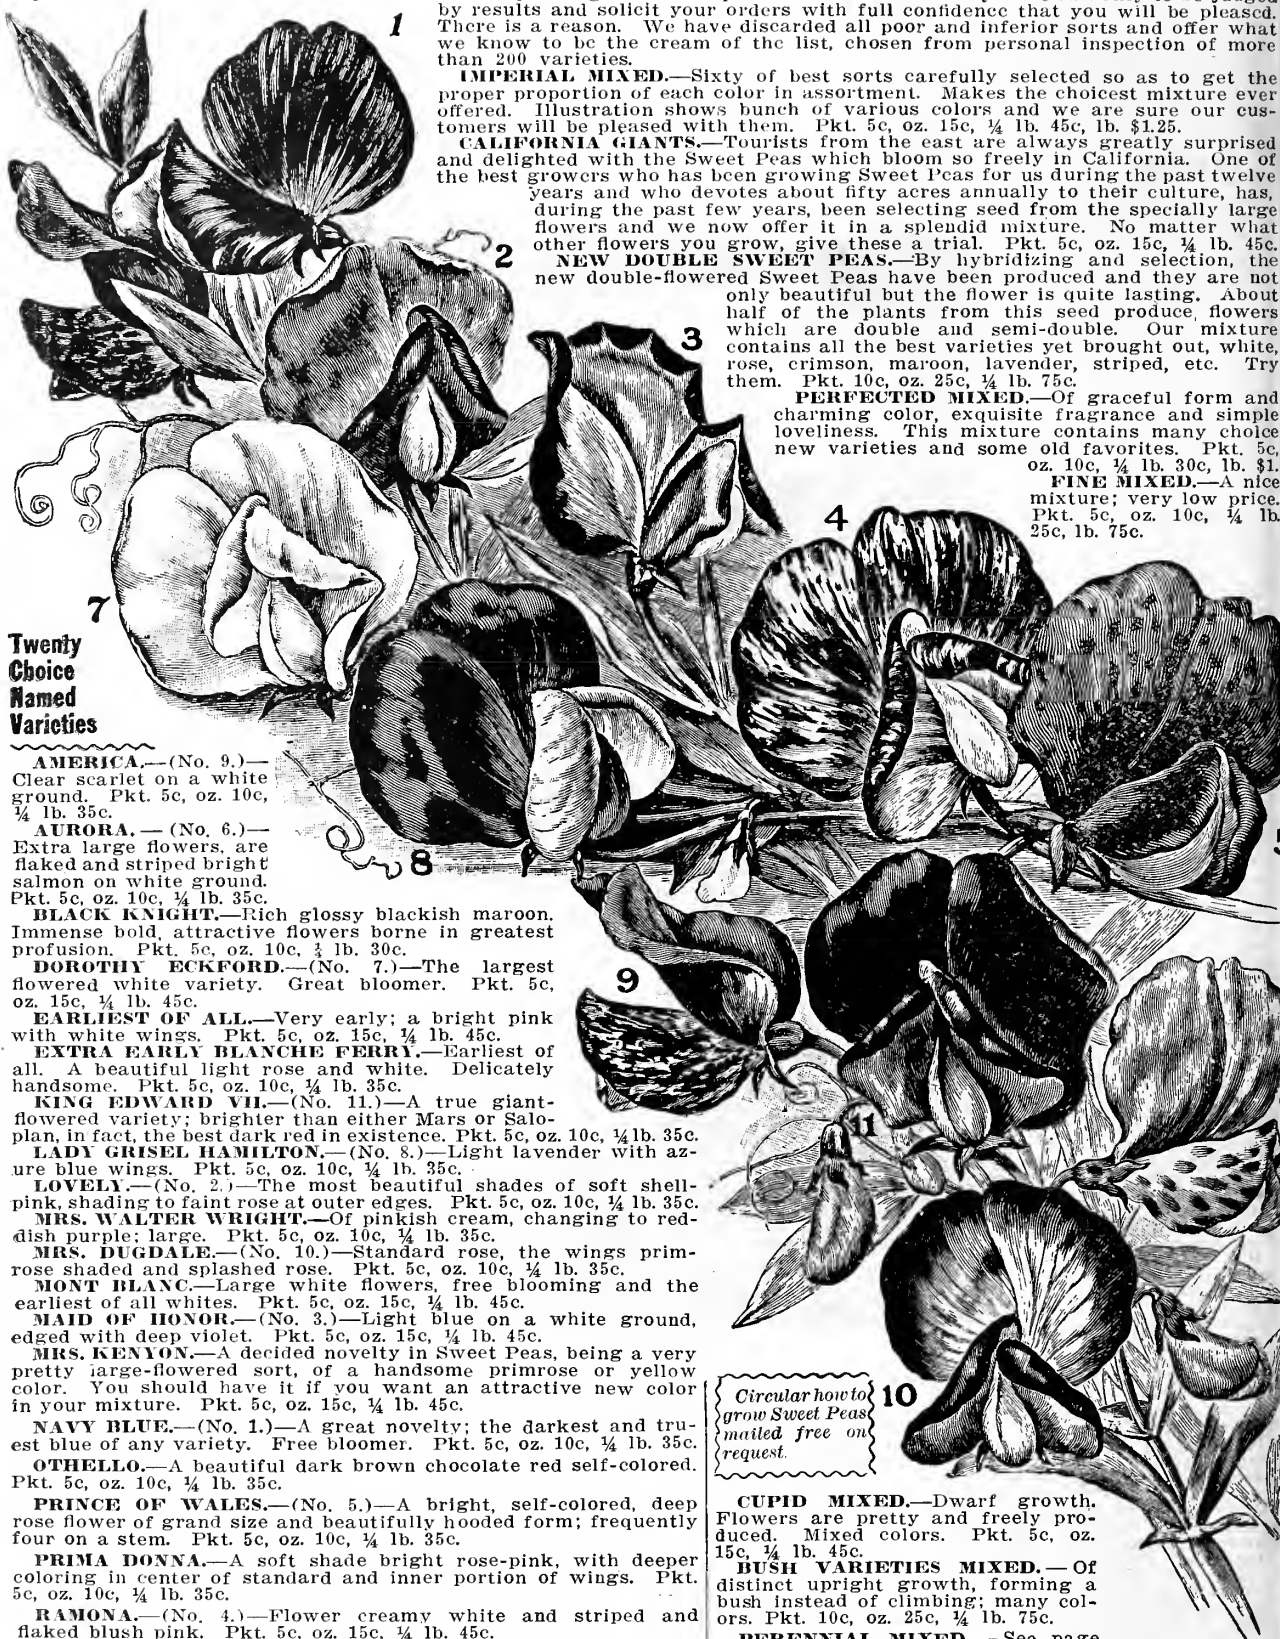 by results and solicit your orders with full confidence that you will be pleased.
There is a reason. We have discarded all poor and inferior sorts and offer what
we know to be the cream of the list, chosen from personal inspection of more
than 200 varieties.
IMPERIAL MIXED.—Sixty of best sorts carefully selected so as to get the
proper proportion of each color in assortment. Makes the choicest mixture ever
offered. Illustration shows bunch of various colors and we are sure our cus-
tomers will be pleased with them. Pkt. 5c, oz. 15c, ¼ lb. 45c, lb. $1.25.
CALIFORNIA GIANTS.—Tourists from the east are always greatly surprised
and delighted with the Sweet Peas which bloom so freely in California. One of
the best growers who has been growing Sweet Peas for us during the past twelve
years and who devotes about fifty acres annually to their culture, has,
during the past few years, been selecting seed from the specially large
flowers and we now offer it in a splendid mixture. No matter what
other flowers you grow, give these a trial. Pkt. 5c, oz. 15c, ¼ lb. 45c.
NEW DOUBLE SWEET PEAS.—By hybridizing and selection, the
new double-flowered Sweet Peas have been produced and they are not
only beautiful but the flower is quite lasting. About
half of the plants from this seed produce flowers
which are double and semi-double. Our mixture
contains all the best varieties yet brought out, white,
rose, crimson, maroon, lavender, striped, etc. Try
them. Pkt. 10c, oz. 25c, ¼ lb. 75c.
PERFECTED MIXED.—Of graceful form and
charming color, exquisite fragrance and simple
loveliness. This mixture contains many choice
new varieties and some old favorites. Pkt. 5c,
oz. 10c, ¼ lb. 30c, lb. $1.
FINE MIXED.—A nice
mixture; very low price.
Pkt. 5c, oz. 10c, ¼ lb.
25c, lb. 75c.
1
2
3
4
7
8
9
11
10
Twenty
Choice
Named
Varieties
AMERICA.—(No. 9.)—
Clear scarlet on a white
ground. Pkt. 5c, oz. 10c,
¼ lb. 35c.
AURORA.—(No. 6.)—
Extra large flowers, are
flaked and striped bright
salmon on white ground.
Pkt. 5c, oz. 10c, ¼ lb. 35c.
BLACK KNIGHT.—Rich glossy blackish maroon.
Immense bold, attractive flowers borne in greatest
profusion. Pkt. 5c, oz. 10c, ¼ lb. 30c.
DOROTHY ECKFORD.—(No. 7.)—The largest
flowered white variety. Great bloomer. Pkt. 5c,
oz. 15c, ¼ lb. 45c.
EARLIEST OF ALL.—Very early; a bright pink
with white wings. Pkt. 5c, oz. 15c, ¼ lb. 45c.
EXTRA EARLY BLANCHE FERRY.—Earliest of
all. A beautiful light rose and white. Delicately
handsome. Pkt. 5c, oz. 10c, ¼ lb. 35c.
KING EDWARD VII.—(No. 11.)—A true giant-
flowered variety; brighter than either Mars or Salo-
plan, in fact, the best dark red in existence. Pkt. 5c, oz. 10c, ¼lb. 35c.
LADY GRISEL HAMILTON.—(No. 8.)—Light lavender with az-
ure blue wings. Pkt. 5c, oz. 10c, ¼ lb. 35c.
LOVELY.—(No. 2.)—The most beautiful shades of soft shell-
pink, shading to faint rose at outer edges. Pkt. 5c, oz. 10c, ¼ lb. 35c.
MRS. WALTER WRIGHT.—Of pinkish cream, changing to red-
dish purple; large. Pkt. 5c, oz. 10c, ¼ lb. 35c.
MRS. DUGDALE.—(No. 10.)—Standard rose, the wings prim-
rose shaded and splashed rose. Pkt. 5c, oz. 10c, ¼ lb. 35c.
MONT BLANC.—Large white flowers, free blooming and the
earliest of all whites. Pkt. 5c, oz. 15c, ¼ lb. 45c.
MAID OF HONOR.—(No. 3.)—Light blue on a white ground,
edged with deep violet. Pkt. 5c, oz. 15c, ¼ lb. 45c.
MRS. KENYON.—A decided novelty in Sweet Peas, being a very
pretty large-flowered sort, of a handsome primrose or yellow
color. You should have it if you want an attractive new color
in your mixture. Pkt. 5c, oz. 15c, ¼ lb. 45c.
NAVY BLUE.—(No. 1.)—A great novelty; the darkest and tru-
est blue of any variety. Free bloomer. Pkt. 5c, oz. 10c, ¼ lb. 35c.
OTHELLO.—A beautiful dark brown chocolate red self-colored.
Pkt. 5c, oz. 10c, ¼ lb. 35c.
PRINCE OF WALES.—(No. 5.)—A bright, self-colored, deep
rose flower of grand size and beautifully hooded form; frequently
four on a stem. Pkt. 5c, oz. 10c, ¼ lb. 35c.
PRIMA DONNA.—A soft shade bright rose-pink, with deeper
coloring in center of standard and inner portion of wings. Pkt.
5c, oz. 10c, ¼ lb. 35c.
RAMONA.—(No. 4.)—Flower creamy white and striped and
flaked blush pink. Pkt. 5c, oz. 15c, ¼ lb. 45c.
Circular how to
grow Sweet Peas
mailed free on
request.
CUPID MIXED.—Dwarf growth.
Flowers are pretty and freely pro-
duced. Mixed colors. Pkt. 5c, oz.
15c, ¼ lb. 45c.
BUSH VARIETIES MIXED.—Of
distinct upright growth, forming a
bush instead of climbing; many col-
ors. Pkt. 10c, oz. 25c, ¼ lb. 75c.
PERENNIAL MIXED.—See page